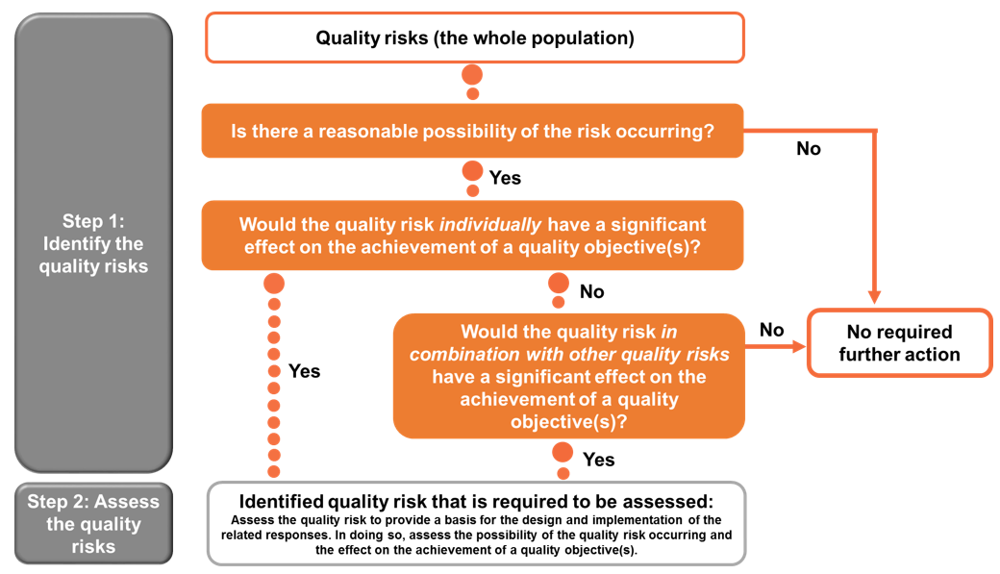 Quality risks (the whole population)
Is there a reasonable possibility of the risk occurring?
No
Yes
Step 1:
Identify the
quality risks
Would the quality risk individually have a significant
effect on the achievement of a quality objective(s)?
No
Yes
Would the quality risk in
combination with other quality risks
have a significant effect on the
achievement of a quality
objective(s)?
No
No required
further action
Yes
Step 2: Assess
the quality
risks
Identified quality risk that is required to be assessed:
Assess the quality risk to provide a basis for the design and implementation of the
related responses. In doing so, assess the possibility of the quality risk occurring and
the effect on the achievement of a quality objective(s).